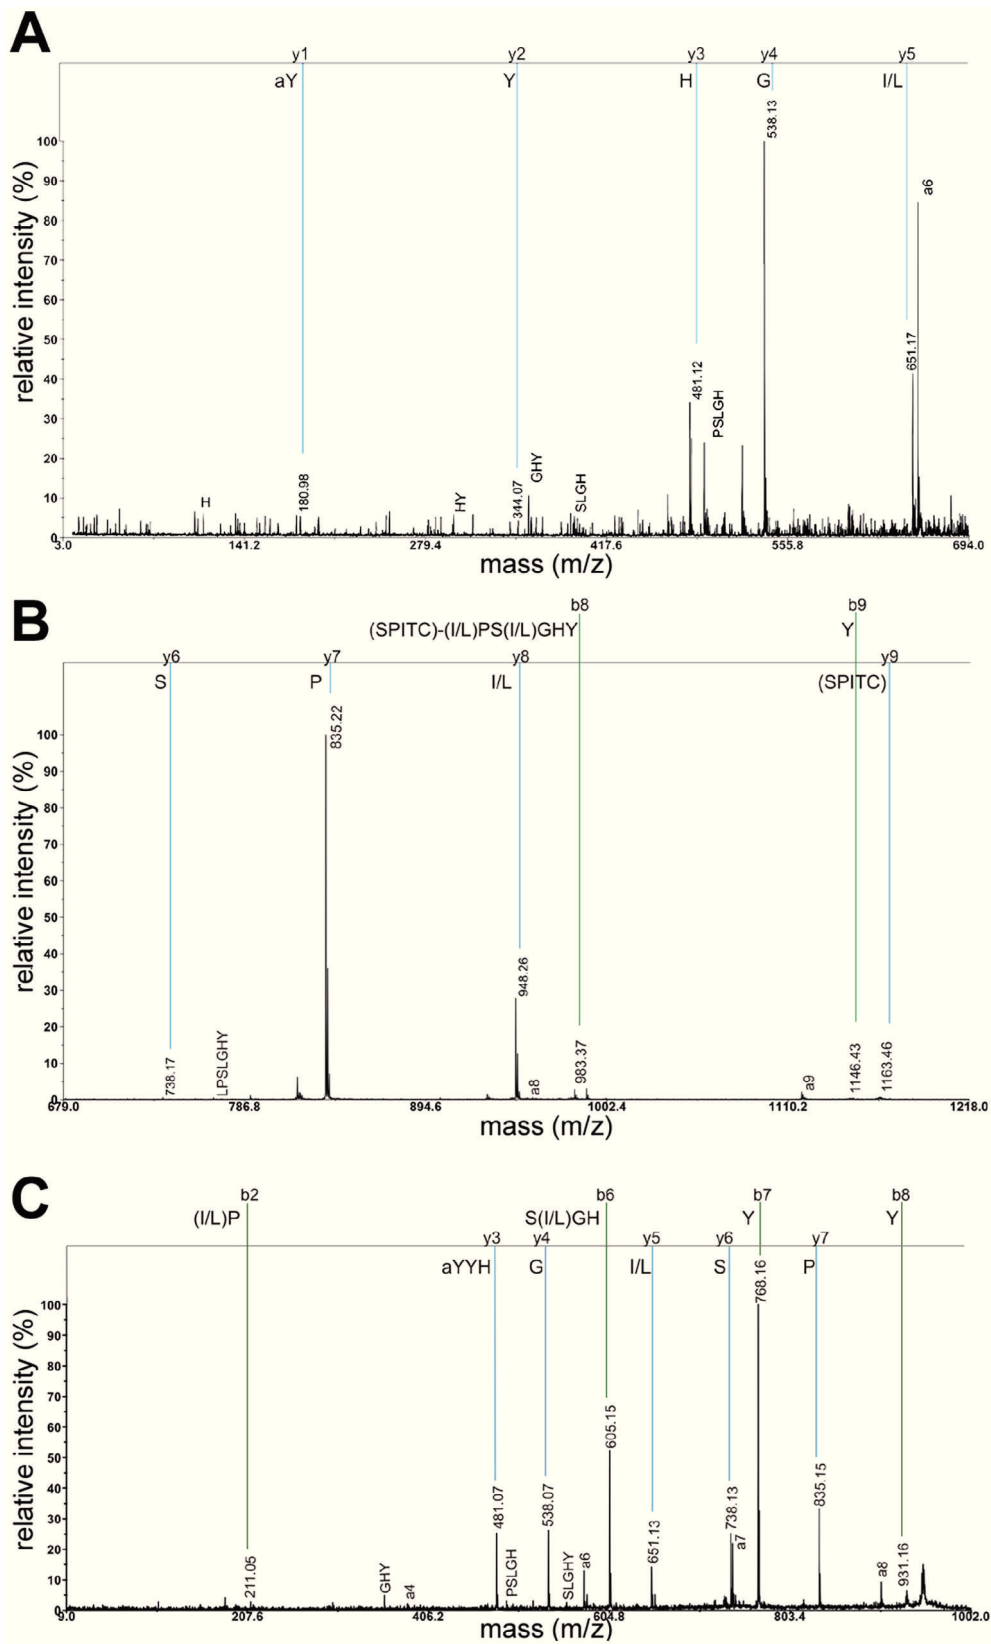 A
y1 y2 y3 y4 y5
aY Y H G I/L
538.13
a6
651.17
481.12
PSLGH
GHY
SLGH
344.07
HY
180.98
H
relative intensity (%)
100
90
80
70
60
50
40
30
20
10
0
3.0 141.2 279.4 417.6 555.8 694.0
mass (m/z)
B
b8 b9
(SPITC)-(I/L)PS(I/L)GHY Y
y6 y7 y8 y9
S P I/L (SPITC)
835.22
948.26
738.17
LPSLGHY
a8
983.37
a9
1146.43
1163.46
relative intensity (%)
100
90
80
70
60
50
40
30
20
10
0
679.0 786.8 894.6 1002.4 1110.2 1218.0
mass (m/z)
C
b2 b6 b7 b8
(I/L)P S(I/L)GH Y Y
y3 y4 y5 y6 y7
aYYH G I/L S P
768.16
605.15
835.15
481.07
538.07
738.13
651.13
a7
PSLGH
SLGHY
a6
a8
931.16
211.05
GHY
a4
relative intensity (%)
100
90
80
70
60
50
40
30
20
10
0
9.0 207.6 406.2 604.8 803.4 1002.0
mass (m/z)